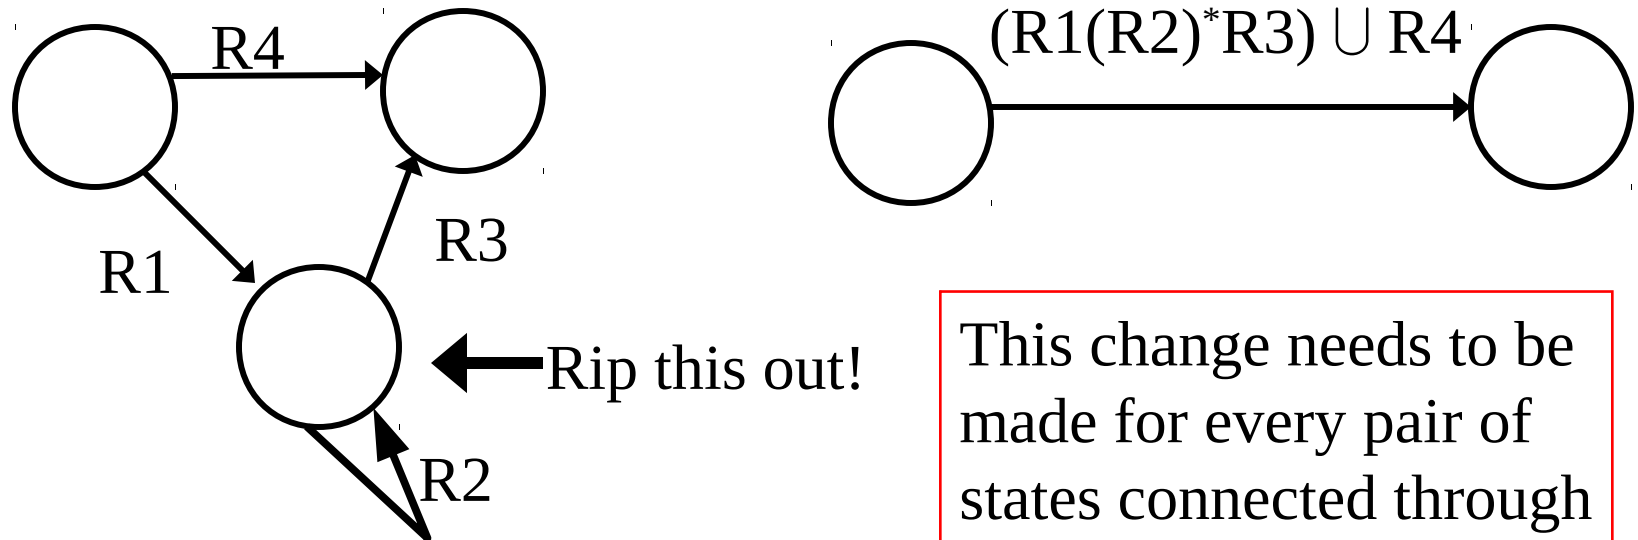 R4
(R1(R2)*R3) ∪ R4
R1
R3
Rip this out!
R2
This change needs to be
made for every pair of
states connected through